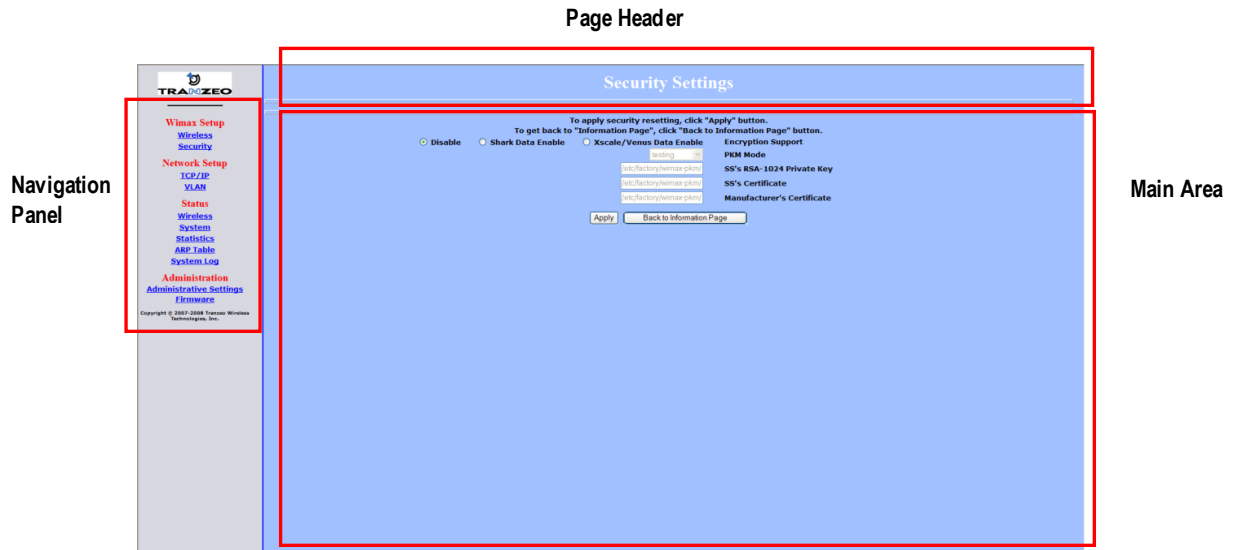 Page Header
TRANZEO
Security Settings
Wimax Setup
Wireless
Security
Network Setup
TCP/IP
VLAN
Status
Wireless
System
Statistics
ARP Table
System Log
Administration
Administrative Settings
Firmware
Copyright @ 2007-2008 Tranzeo Wireless
Technologies, Inc.
Navigation
Panel
To apply security resetting, click "Apply" button.
To get back to "Information Page", click "Back to Information Page" button.
Disable Shark Data Enable Xscale/Venus Data Enable Encryption Support
testing PKM Mode
/etc/factory/wimax-pkm/ SS's RSA-1024 Private Key
/etc/factory/wimax-pkm/ SS's Certificate
/etc/factory/wimax-pkm/ Manufacturer's Certificate
Apply Back to Information Page
Main Area